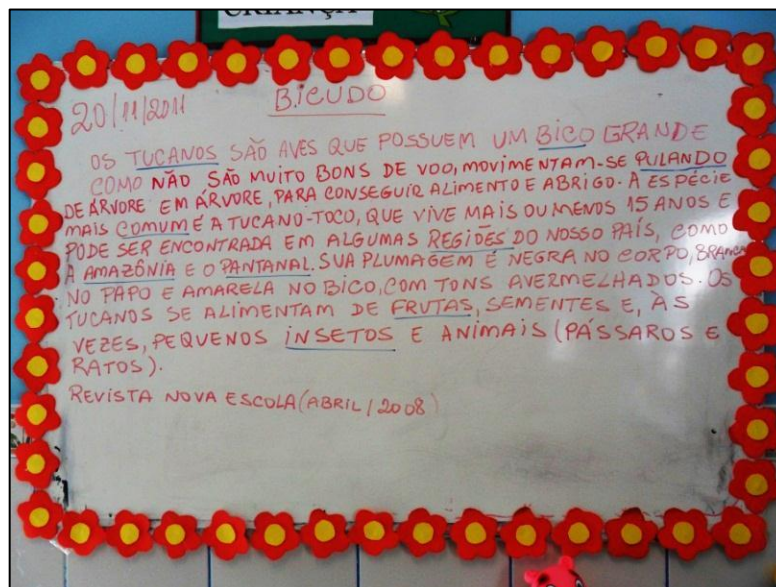 CRIANÇA
20/11/2011 BICUDO
OS TUCANOS SÃO AVES QUE POSSUEM UM BICO GRANDE
COMO NÃO SÃO MUITO BONS DE VOO, MOVIMENTAM-SE PULANDO
DE ÁRVORE EM ÁRVORE, PARA CONSEGUIR ALIMENTO E ABRIGO. A ESPÉCIE
MAIS COMUM É A TUCANO-TOCO, QUE VIVE MAIS OU MENOS 15 ANOS E
PODE SER ENCONTRADA EM ALGUMAS REGIÕES DO NOSSO PAÍS, COMO
A AMAZÔNIA E O PANTANAL. SUA PLUMAGEM É NEGRA NO CORPO, BRANCA
NO PAPO E AMARELA NO BICO, COM TONS AVERMELHADOS. OS
TUCANOS SE ALIMENTAM DE FRUTAS, SEMENTES E, ÀS
VEZES, PEQUENOS INSETOS E ANIMAIS (PÁSSAROS E
RATOS).
REVISTA NOVA ESCOLA (ABRIL/2008)